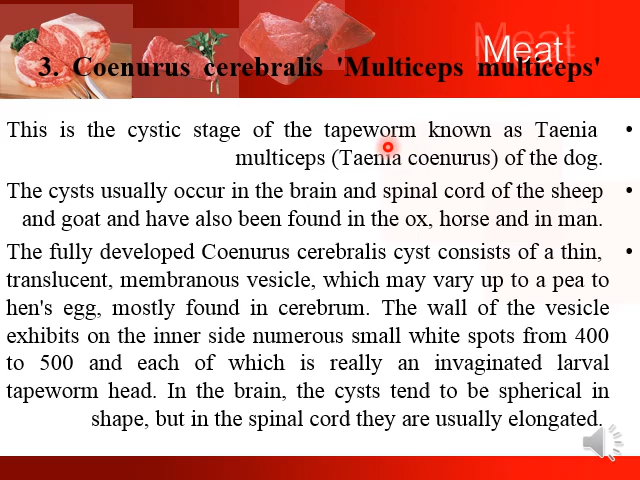 Meat
3. Coenurus cerebralis 'Multiceps multiceps'
• This is the cystic stage of the tapeworm known as Taenia
multiceps (Taenia coenurus) of the dog.
• The cysts usually occur in the brain and spinal cord of the sheep
and goat and have also been found in the ox, horse and in man.
• The fully developed Coenurus cerebralis cyst consists of a thin,
translucent, membranous vesicle, which may vary up to a pea to
hen's egg, mostly found in cerebrum. The wall of the vesicle
exhibits on the inner side numerous small white spots from 400
to 500 and each of which is really an invaginated larval
tapeworm head. In the brain, the cysts tend to be spherical in
shape, but in the spinal cord they are usually elongated.